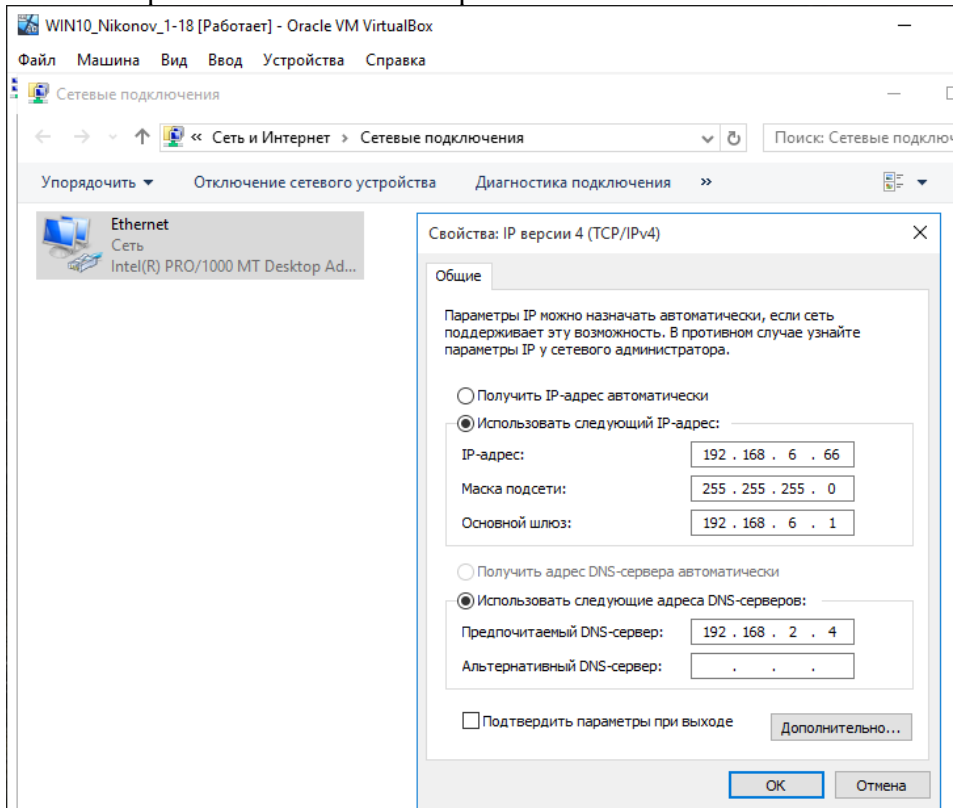 WIN10_Nikonov_1-18 [Работает] - Oracle VM VirtualBox
Файл Машина Вид Ввод Устройства Справка
Сетевые подключения
« Сеть и Интернет › Сетевые подключения
Поиск: Сетевые подключ
Упорядочить Отключение сетевого устройства Диагностика подключения »
Ethernet
Сеть
Intel(R) PRO/1000 MT Desktop Ad...
Свойства: IP версии 4 (TCP/IPv4)
Общие
Параметры IP можно назначать автоматически, если сеть
поддерживает эту возможность. В противном случае узнайте
параметры IP у сетевого администратора.
Получить IP-адрес автоматически
Использовать следующий IP-адрес:
IP-адрес: 192 . 168 . 6 . 66
Маска подсети: 255 . 255 . 255 . 0
Основной шлюз: 192 . 168 . 6 . 1
Получить адрес DNS-сервера автоматически
Использовать следующие адреса DNS-серверов:
Предпочитаемый DNS-сервер: 192 . 168 . 2 . 4
Альтернативный DNS-сервер: . . .
Подтвердить параметры при выходе
Дополнительно...
ОК Отмена